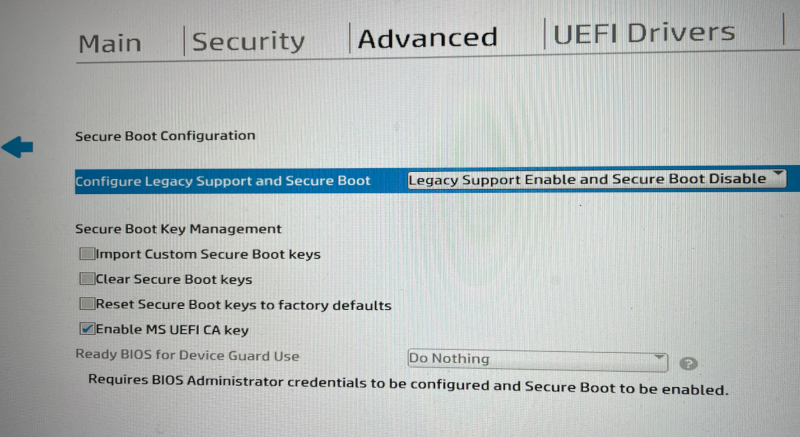 Main Security Advanced UEFI Drivers
Secure Boot Configuration
Configure Legacy Support and Secure Boot Legacy Support Enable and Secure Boot Disable
Secure Boot Key Management
Import Custom Secure Boot keys
Clear Secure Boot keys
Reset Secure Boot keys to factory defaults
Enable MS UEFI CA key
Ready BIOS for Device Guard Use Do Nothing ?
Requires BIOS Administrator credentials to be configured and Secure Boot to be enabled.